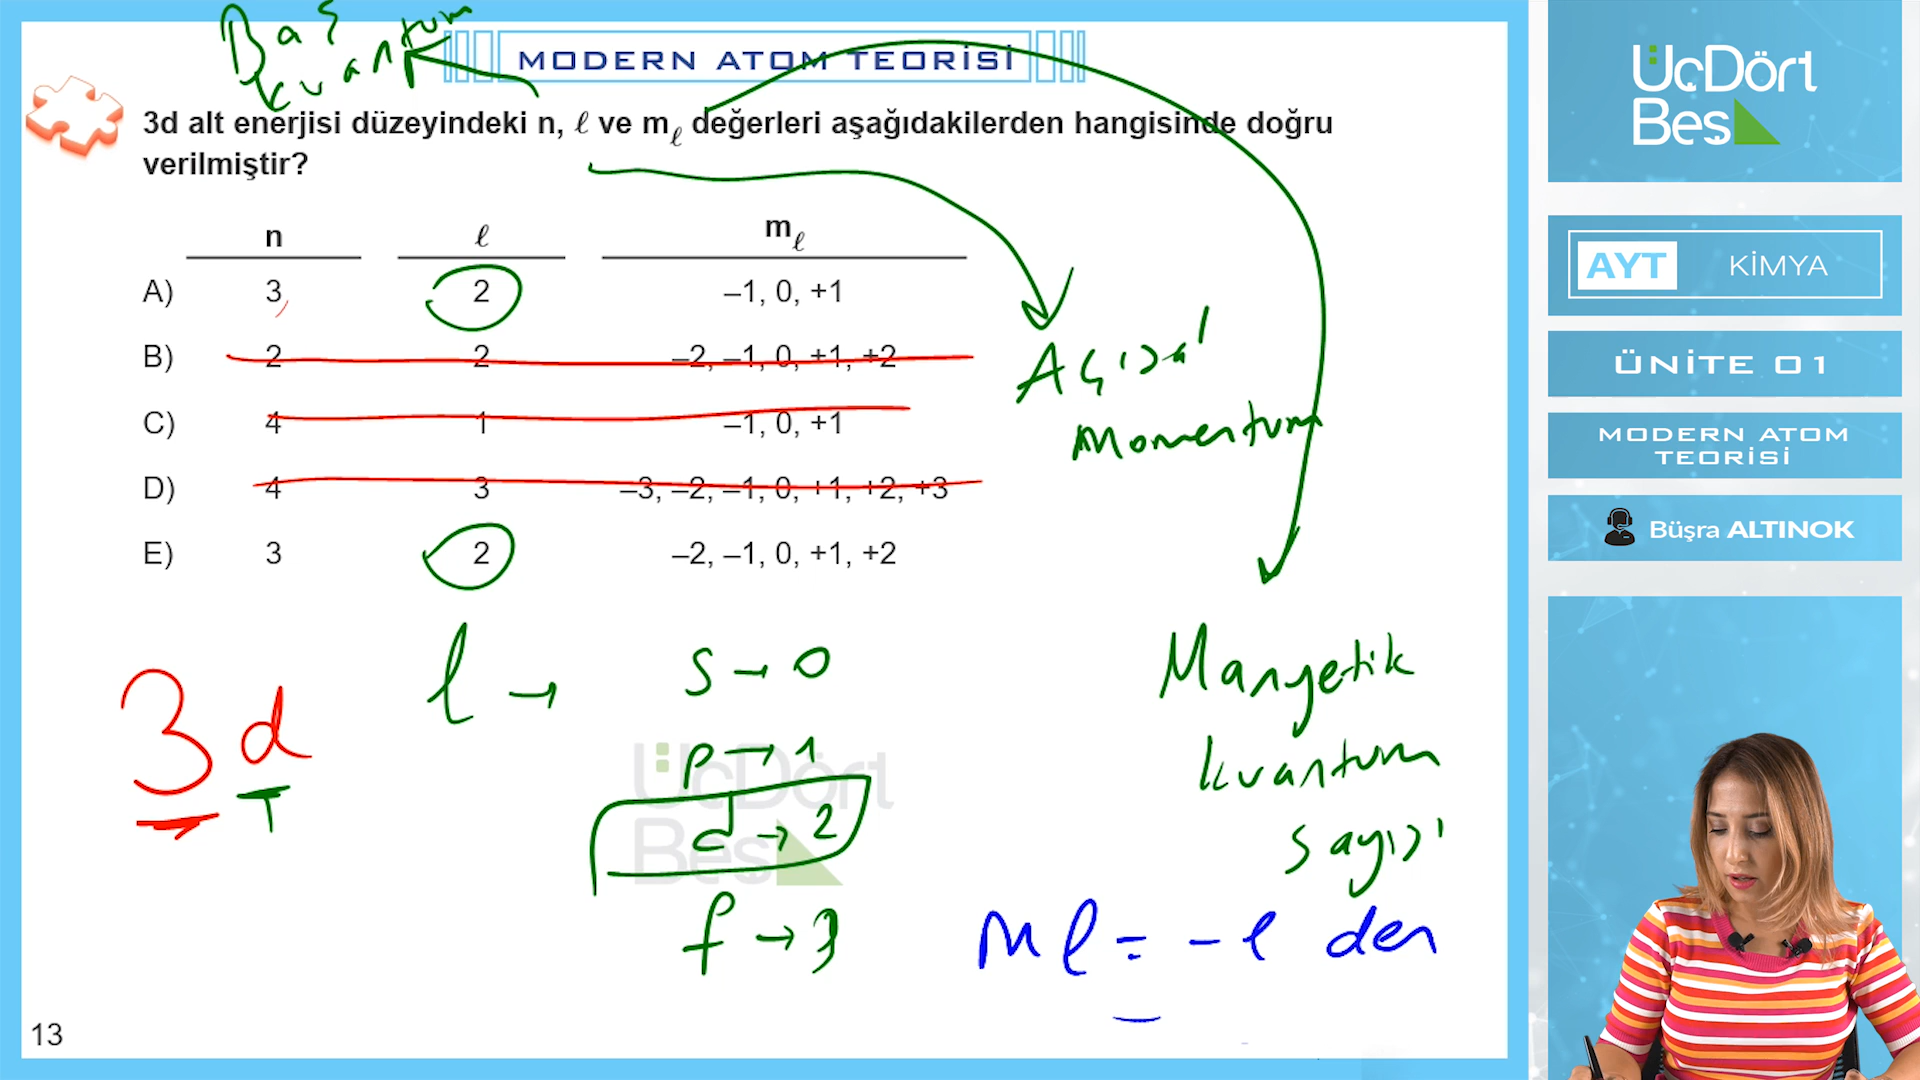 Baş
kuantum
MODERN ATOM TEORİSİ
3d alt enerjisi düzeyindeki n, ℓ ve mℓ değerleri aşağıdakilerden hangisinde doğru
verilmiştir?
n ℓ mℓ
A) 3 2 –1, 0, +1
B) 2 2 –2, –1, 0, +1, +2
C) 4 1 –1, 0, +1
D) 4 3 –3, –2, –1, 0, +1, +2, +3
E) 3 2 –2, –1, 0, +1, +2
Açısal
Momentum
Manyetik
kuantum
sayısı
3d
l → s → 0
p → 1
d → 2
f → 3
ml = -l den
13
ÜçDört
Beş
ÜçDört
Beş
AYT KİMYA
ÜNİTE 01
MODERN ATOM
TEORİSİ
Büşra ALTINOK